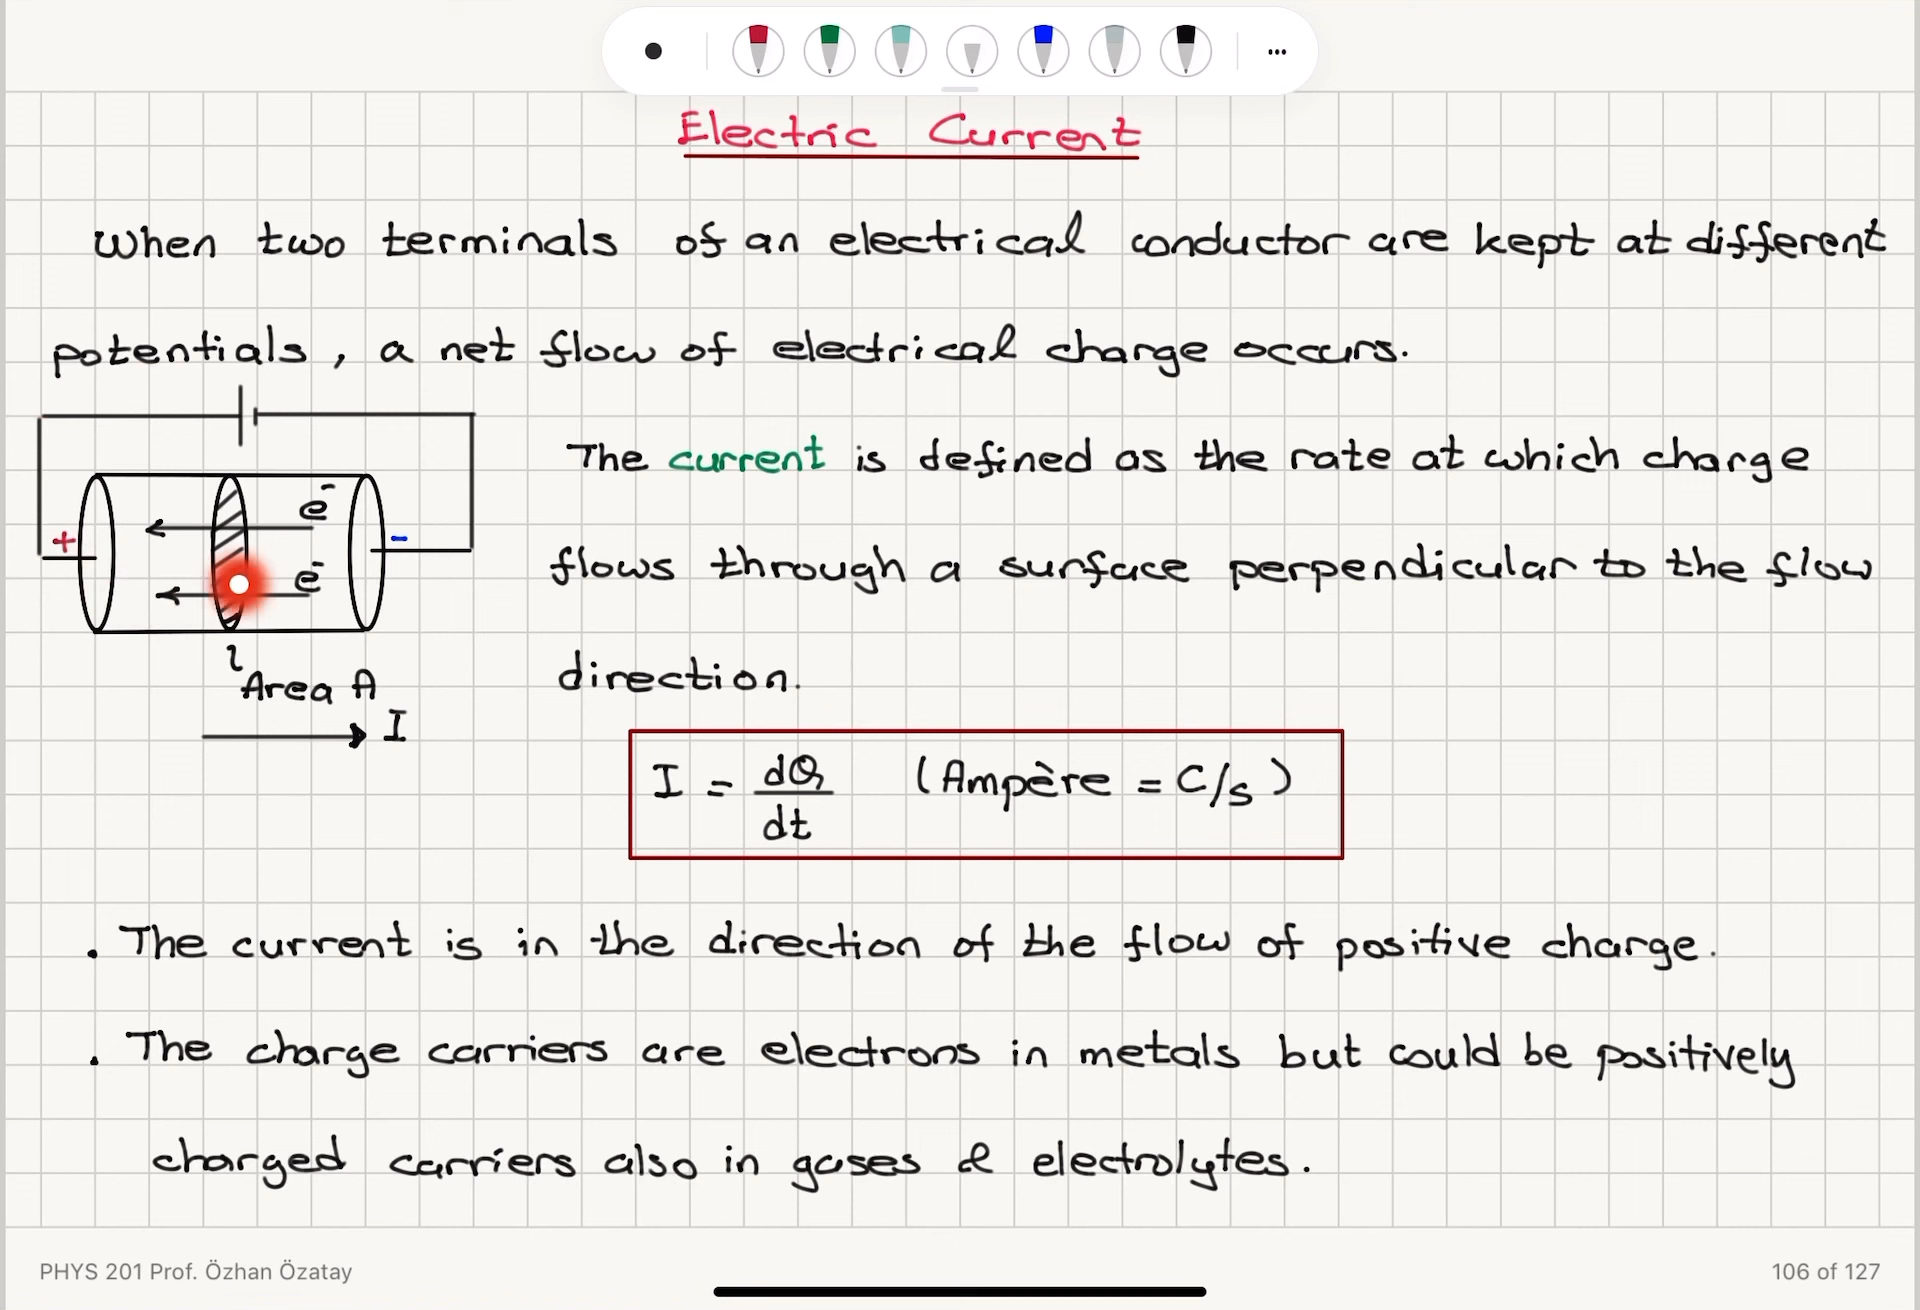 Electric Current
When two terminals of an electrical conductor are kept at different
potentials, a net flow of electrical charge occurs.
The current is defined as the rate at which charge
e⁻
+
-
flows through a surface perpendicular to the flow
e⁻
direction.
Area A
I
I = dQ/dt (Ampère = C/s)
. The current is in the direction of the flow of positive charge.
. The charge carriers are electrons in metals but could be positively
charged carriers also in gases & electrolytes.
PHYS 201 Prof. Özhan Özatay
106 of 127